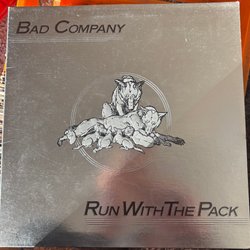 BAD COMPANY
RUN WITH THE PACK